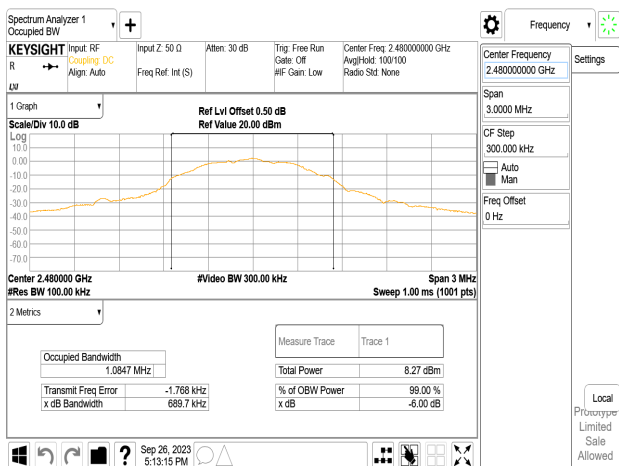 Spectrum Analyzer 1
Occupied BW
Frequency
KEYSIGHT
R
Input: RF
Coupling: DC
Align: Auto
Input Z: 50 Ω
Freq Ref: Int (S)
Atten: 30 dB
Trig: Free Run
Gate: Off
#IF Gain: Low
Center Freq: 2.480000000 GHz
Avg|Hold: 100/100
Radio Std: None
Center Frequency
2.480000000 GHz
Settings
Span
3.0000 MHz
CF Step
300.000 kHz
Auto
Man
Freq Offset
0 Hz
1 Graph
Scale/Div 10.0 dB
Ref Lvl Offset 0.50 dB
Ref Value 20.00 dBm
Log
10.0
0.00
-10.0
-20.0
-30.0
-40.0
-50.0
-60.0
-70.0
Center 2.480000 GHz
#Res BW 100.00 kHz
#Video BW 300.00 kHz
Span 3 MHz
Sweep 1.00 ms (1001 pts)
2 Metrics
Measure Trace
Trace 1
Occupied Bandwidth
1.0847 MHz
Total Power
8.27 dBm
Transmit Freq Error
-1.768 kHz
% of OBW Power
99.00 %
x dB Bandwidth
689.7 kHz
x dB
-6.00 dB
Local
Prototype
Limited
Sale
Allowed
?
Sep 26, 2023
5:13:15 PM